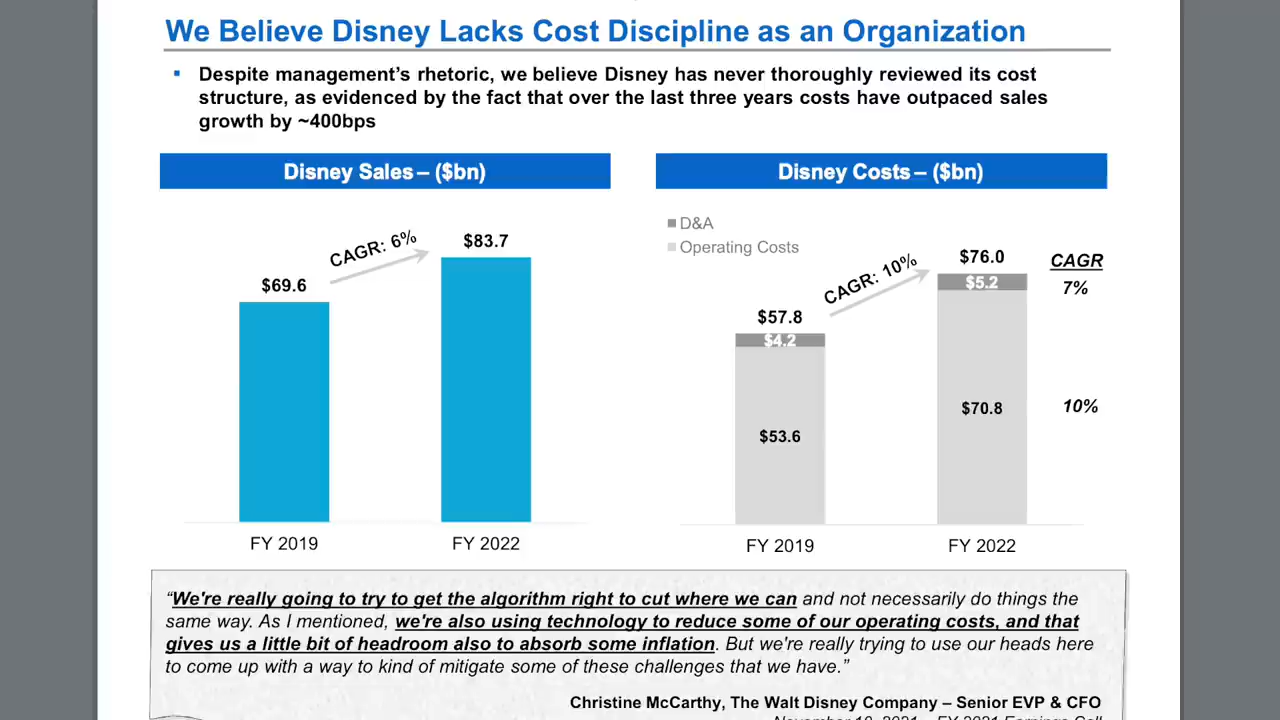 We Believe Disney Lacks Cost Discipline as an Organization
Despite management’s rhetoric, we believe Disney has never thoroughly reviewed its cost
structure, as evidenced by the fact that over the last three years costs have outpaced sales
growth by ~400bps
Disney Sales – ($bn)
CAGR: 6%
$83.7
$69.6
FY 2019
FY 2022
Disney Costs – ($bn)
D&A
Operating Costs
CAGR: 10%
$76.0
CAGR
$5.2
7%
$57.8
$4.2
$70.8
10%
$53.6
FY 2019
FY 2022
“We're really going to try to get the algorithm right to cut where we can and not necessarily do things the
same way. As I mentioned, we're also using technology to reduce some of our operating costs, and that
gives us a little bit of headroom also to absorb some inflation. But we're really trying to use our heads here
to come up with a way to kind of mitigate some of these challenges that we have.”
Christine McCarthy, The Walt Disney Company – Senior EVP & CFO
FY 2021 Earnings Call